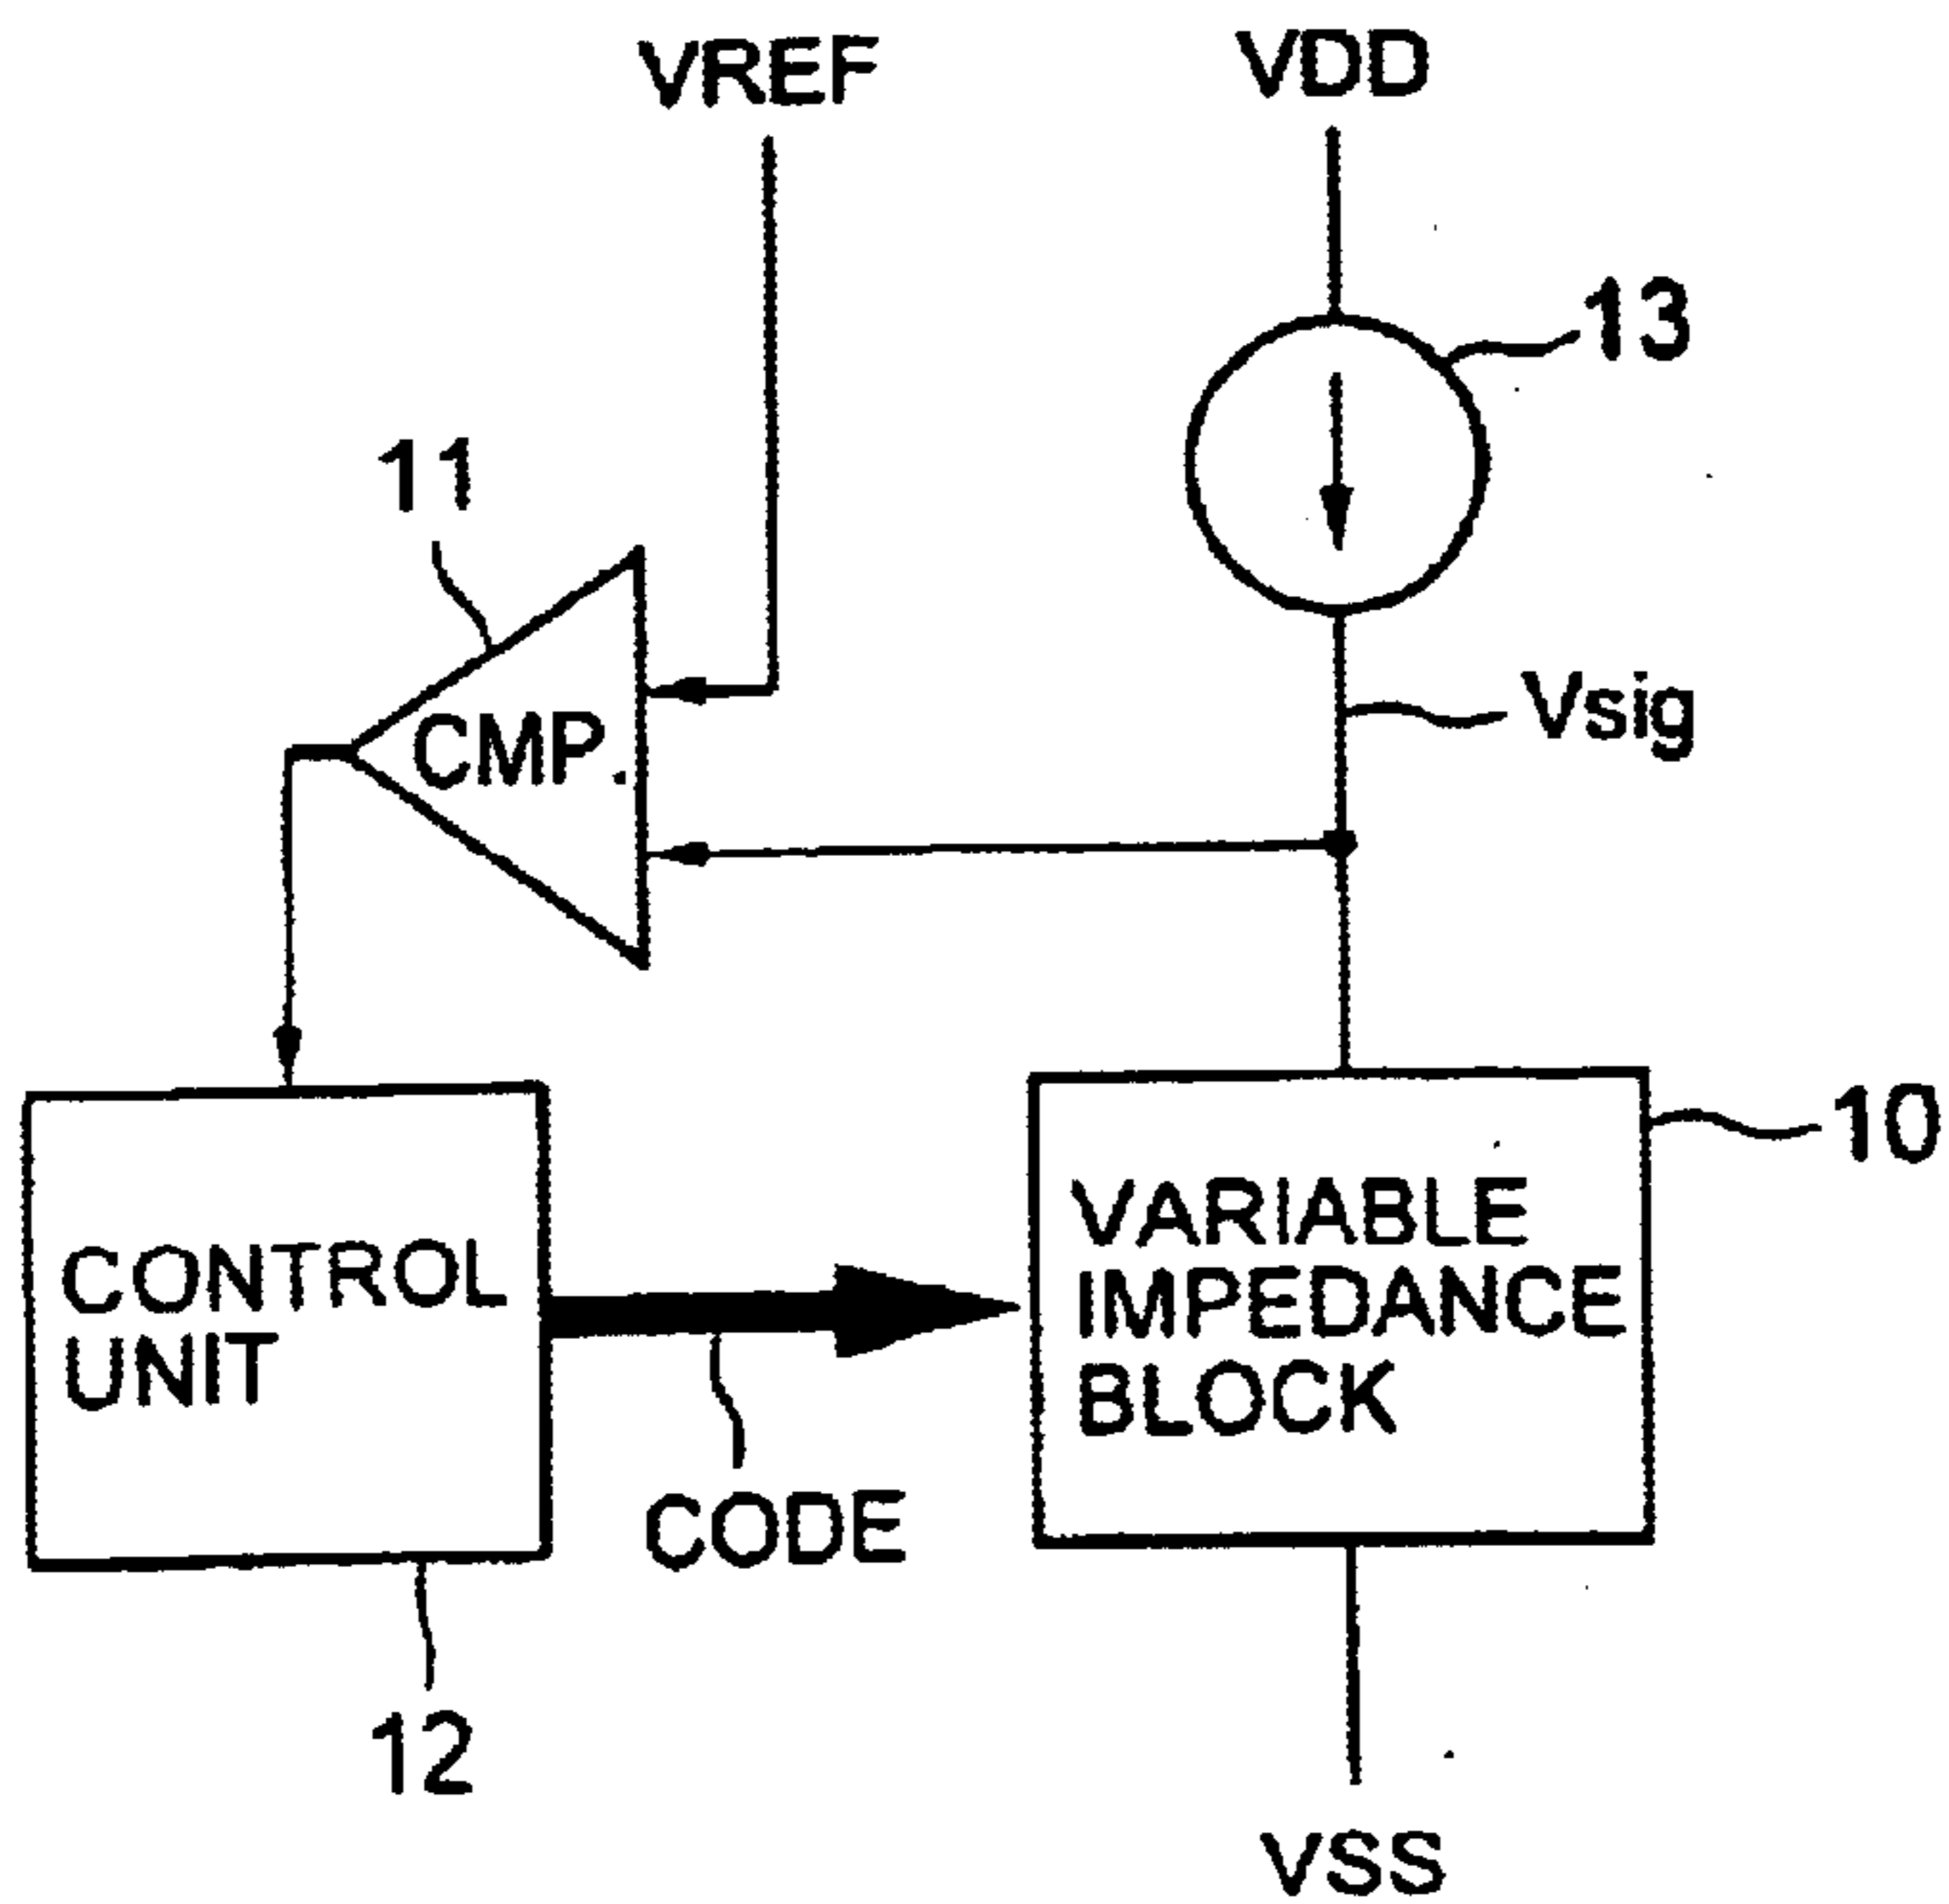 VREF
VDD
13
11
Vsig
CMP.
10
VARIABLE
IMPEDANCE
BLOCK
CONTROL
UNIT
CODE
12
VSS